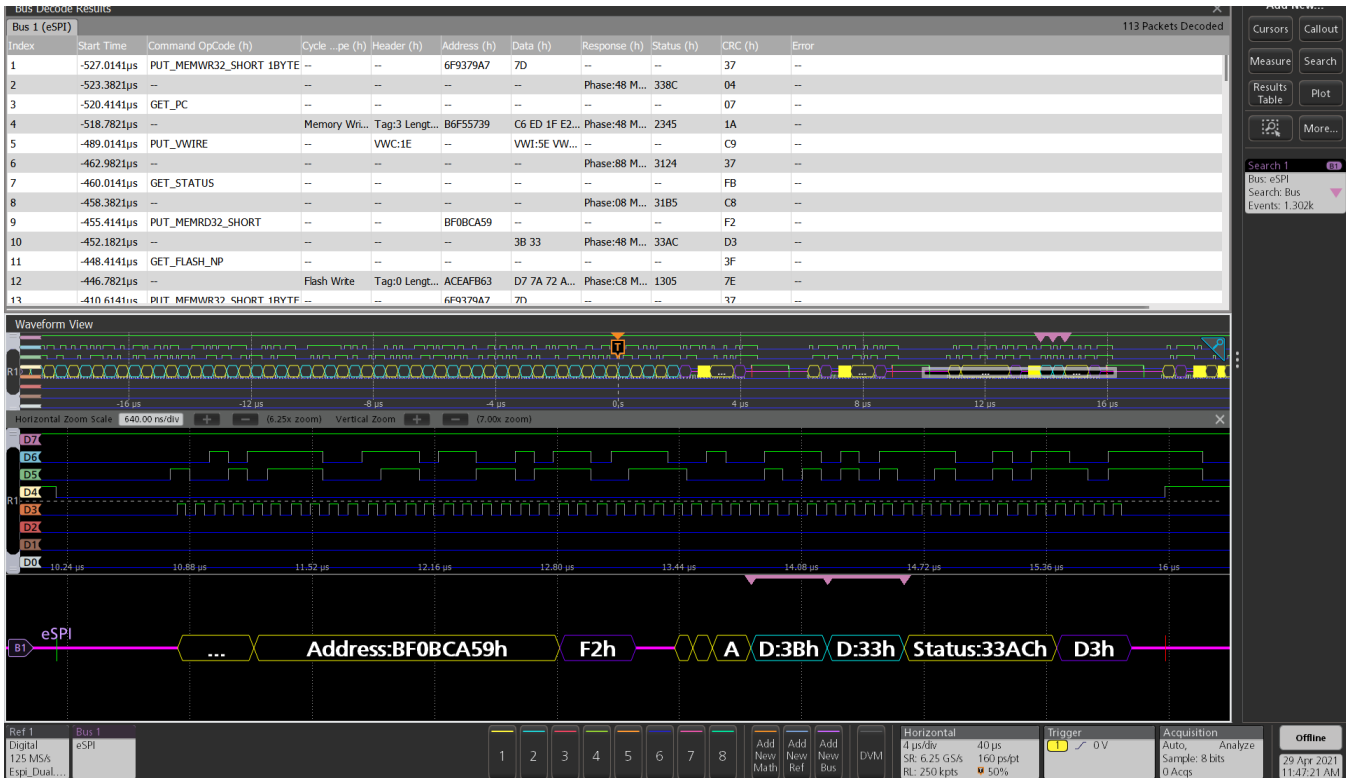 Bus Decode Results
Add New...
Bus 1 (eSPI) 113 Packets Decoded
Index Start Time Command OpCode (h) Cycle ...pe (h) Header (h) Address (h) Data (h) Response (h) Status (h) CRC (h) Error
1 -527.0141µs PUT_MEMWR32_SHORT 1BYTE -- -- 6F9379A7 7D -- -- 37 --
2 -523.3821µs -- -- -- -- -- Phase:48 M... 338C 04 --
3 -520.4141µs GET_PC -- -- -- -- -- -- 07 --
4 -518.7821µs -- Memory Wri... Tag:3 Lengt... B6F55739 C6 ED 1F E2... Phase:48 M... 2345 1A --
5 -489.0141µs PUT_VWIRE -- VWC:1E -- VWI:5E VW... -- -- C9 --
6 -462.9821µs -- -- -- -- -- Phase:88 M... 3124 37 --
7 -460.0141µs GET_STATUS -- -- -- -- -- -- FB --
8 -458.3821µs -- -- -- -- -- Phase:08 M... 31B5 C8 --
9 -455.4141µs PUT_MEMRD32_SHORT -- -- BF0BCA59 -- -- -- F2 --
10 -452.1821µs -- -- -- -- 3B 33 Phase:48 M... 33AC D3 --
11 -448.4141µs GET_FLASH_NP -- -- -- -- -- -- 3F --
12 -446.7821µs -- Flash Write Tag:0 Lengt... ACEAFB63 D7 7A 72 A... Phase:C8 M... 1305 7E --
13 -410.6141µs PUT_MEMWR32_SHORT 1BYTE -- -- 6F9379A7 7D -- -- 37 --
Cursors Callout
Measure Search
Results Table Plot
More...
Search 1 B1
Bus: eSPI
Search: Bus
Events: 1.302k
Waveform View
T
R1
... ... ... ...
-16 µs -12 µs -8 µs -4 µs 0 s 4 µs 8 µs 12 µs 16 µs
Horizontal Zoom Scale 640.00 ns/div + − (6.25x zoom) Vertical Zoom + − (7.00x zoom)
D7
D6
D5
D4
R1
D3
D2
D1
D0
10.24 µs 10.88 µs 11.52 µs 12.16 µs 12.80 µs 13.44 µs 14.08 µs 14.72 µs 15.36 µs 16 µs
eSPI
B1 ... Address:BF0BCA59h F2h A D:3Bh D:33h Status:33ACh D3h
Ref 1
Digital
125 MS/s
Espi_Dual....
Bus 1
eSPI
1 2 3 4 5 6 7 8
Add New Math
Add New Ref
Add New Bus
DVM
Horizontal
4 µs/div 40 µs
SR: 6.25 GS/s 160 ps/pt
RL: 250 kpts 50%
Trigger
1 0 V
Acquisition
Auto, Analyze
Sample: 8 bits
0 Acqs
Offline
29 Apr 2021
11:47:21 AM